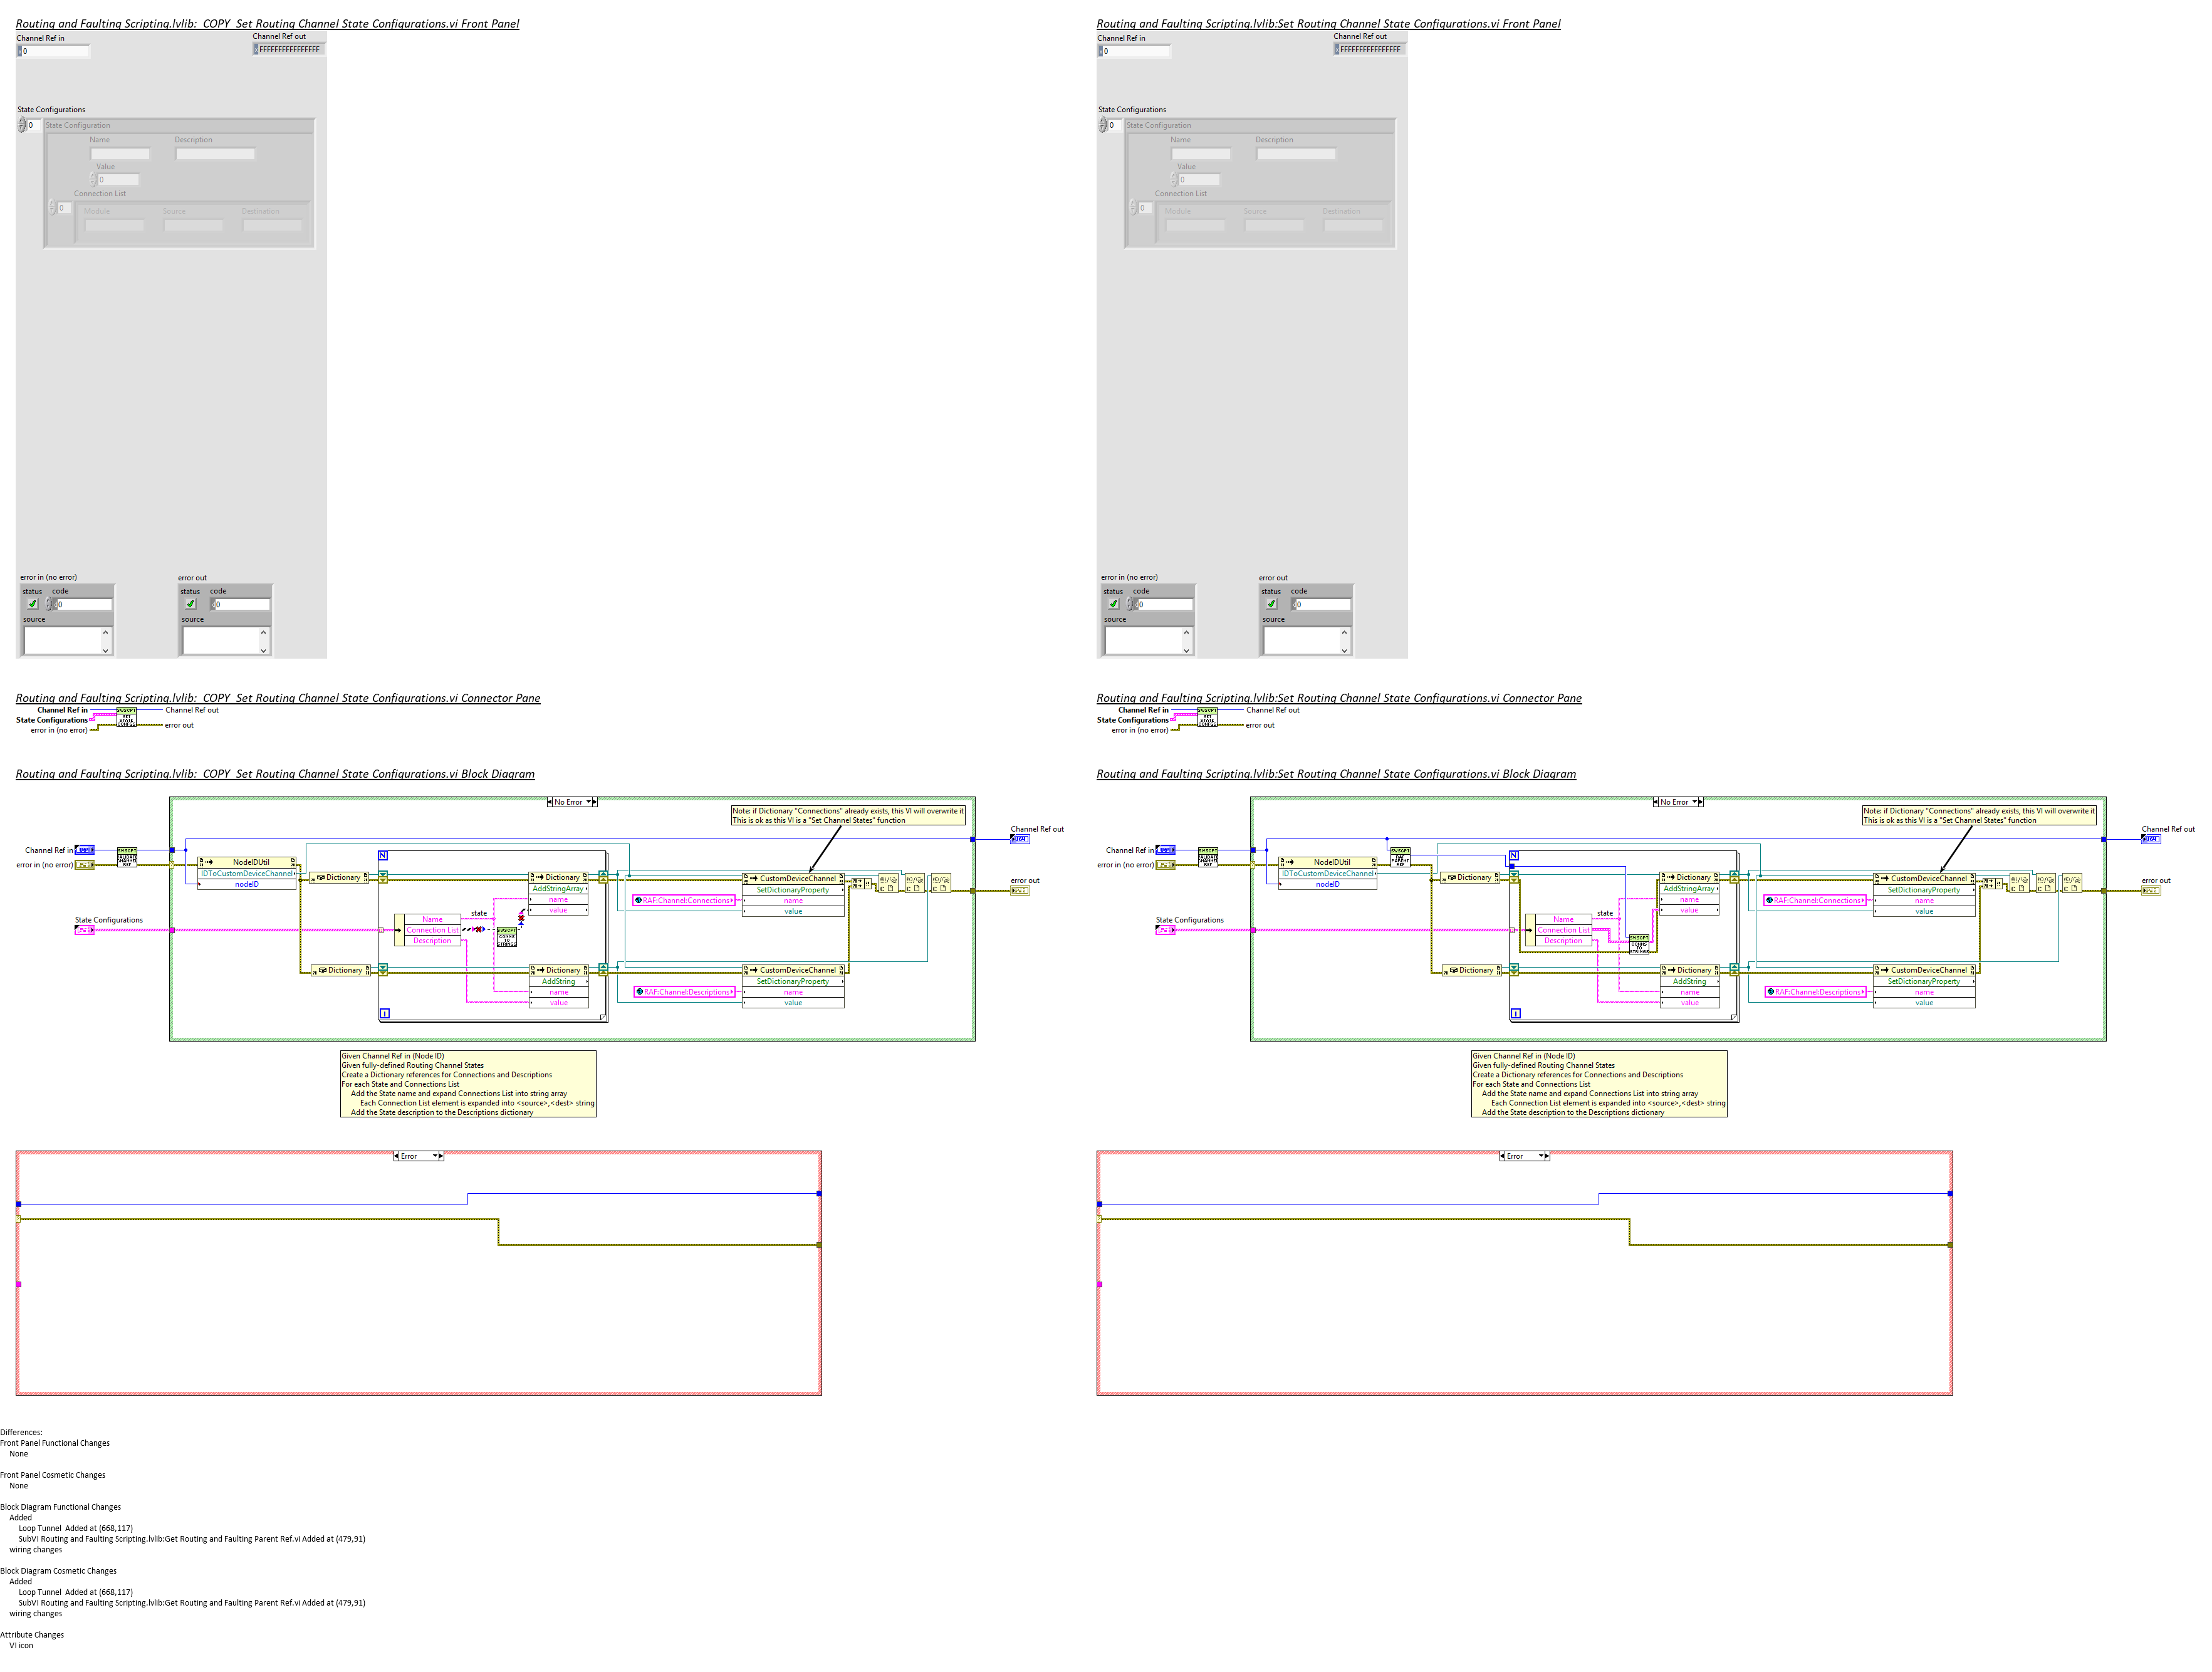 Routing and Faulting Scripting.lvlib:_COPY_Set Routing Channel State Configurations.vi Front Panel
Channel Ref in
0
Channel Ref out
FFFFFFFFFFFFFFFF
State Configurations
0
State Configuration
Name
Description
Value
0
Connection List
0
Module
Source
Destination
error in (no error)
status
code
0
source
error out
status
code
0
source
Routing and Faulting Scripting.lvlib:Set Routing Channel State Configurations.vi Front Panel
Channel Ref in
0
Channel Ref out
FFFFFFFFFFFFFFFF
State Configurations
0
State Configuration
Name
Description
Value
0
Connection List
0
Module
Source
Destination
error in (no error)
status
code
0
source
error out
status
code
0
source
Routing and Faulting Scripting.lvlib:_COPY_Set Routing Channel State Configurations.vi Connector Pane
Channel Ref in
State Configurations
error in (no error)
SET
STATE
CONFIGS
Channel Ref out
error out
Routing and Faulting Scripting.lvlib:Set Routing Channel State Configurations.vi Connector Pane
Channel Ref in
State Configurations
error in (no error)
SET
STATE
CONFIGS
Channel Ref out
error out
Routing and Faulting Scripting.lvlib:_COPY_Set Routing Channel State Configurations.vi Block Diagram
No Error
Note: if Dictionary "Connections" already exists, this VI will overwrite it
This is ok as this VI is a "Set Channel States" function
Channel Ref out
Channel Ref in
error in (no error)
VALIDATE
CHANNEL
REF
NodeIDUtil
IDToCustomDeviceChannel
nodeID
N
Dictionary
Dictionary
AddStringArray
name
value
CustomDeviceChannel
SetDictionaryProperty
name
value
RAF:Channel:Connections
error out
State Configurations
state
Name
Connection List
Description
CONNS
TO
STRINGS
Dictionary
Dictionary
AddString
name
value
CustomDeviceChannel
SetDictionaryProperty
name
value
RAF:Channel:Descriptions
i
Given Channel Ref in (Node ID)
Given fully-defined Routing Channel States
Create a Dictionary references for Connections and Descriptions
For each State and Connections List
Add the State name and expand Connections List into string array
Each Connection List element is expanded into <source>,<dest> string
Add the State description to the Descriptions dictionary
Error
Routing and Faulting Scripting.lvlib:Set Routing Channel State Configurations.vi Block Diagram
No Error
Note: if Dictionary "Connections" already exists, this VI will overwrite it
This is ok as this VI is a "Set Channel States" function
Channel Ref out
Channel Ref in
error in (no error)
VALIDATE
CHANNEL
REF
NodeIDUtil
IDToCustomDeviceChannel
nodeID
RAF
PARENT
REF
N
Dictionary
Dictionary
AddStringArray
name
value
CustomDeviceChannel
SetDictionaryProperty
name
value
RAF:Channel:Connections
error out
State Configurations
state
Name
Connection List
Description
CONNS
TO
STRINGS
Dictionary
Dictionary
AddString
name
value
CustomDeviceChannel
SetDictionaryProperty
name
value
RAF:Channel:Descriptions
i
Given Channel Ref in (Node ID)
Given fully-defined Routing Channel States
Create a Dictionary references for Connections and Descriptions
For each State and Connections List
Add the State name and expand Connections List into string array
Each Connection List element is expanded into <source>,<dest> string
Add the State description to the Descriptions dictionary
Error
Differences:
Front Panel Functional Changes
None
Front Panel Cosmetic Changes
None
Block Diagram Functional Changes
Added
Loop Tunnel Added at (668,117)
SubVI Routing and Faulting Scripting.lvlib:Get Routing and Faulting Parent Ref.vi Added at (479,91)
wiring changes
Block Diagram Cosmetic Changes
Added
Loop Tunnel Added at (668,117)
SubVI Routing and Faulting Scripting.lvlib:Get Routing and Faulting Parent Ref.vi Added at (479,91)
wiring changes
Attribute Changes
VI icon